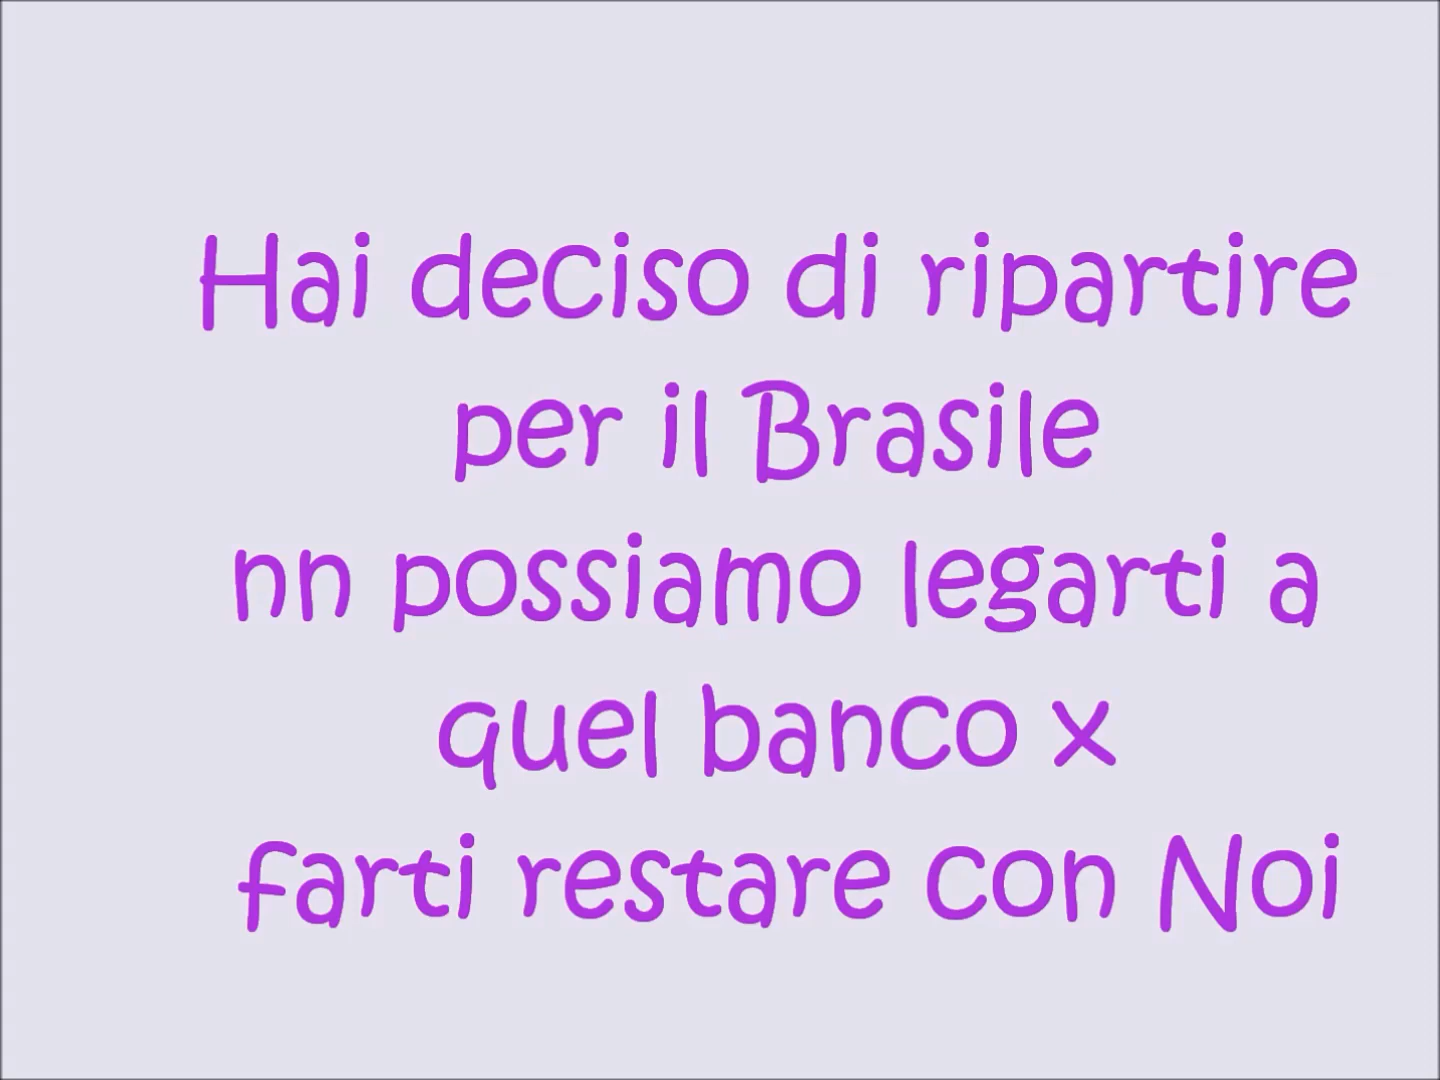 Hai deciso di ripartire
per il Brasile
nn possiamo legarti a
quel banco x
farti restare con Noi